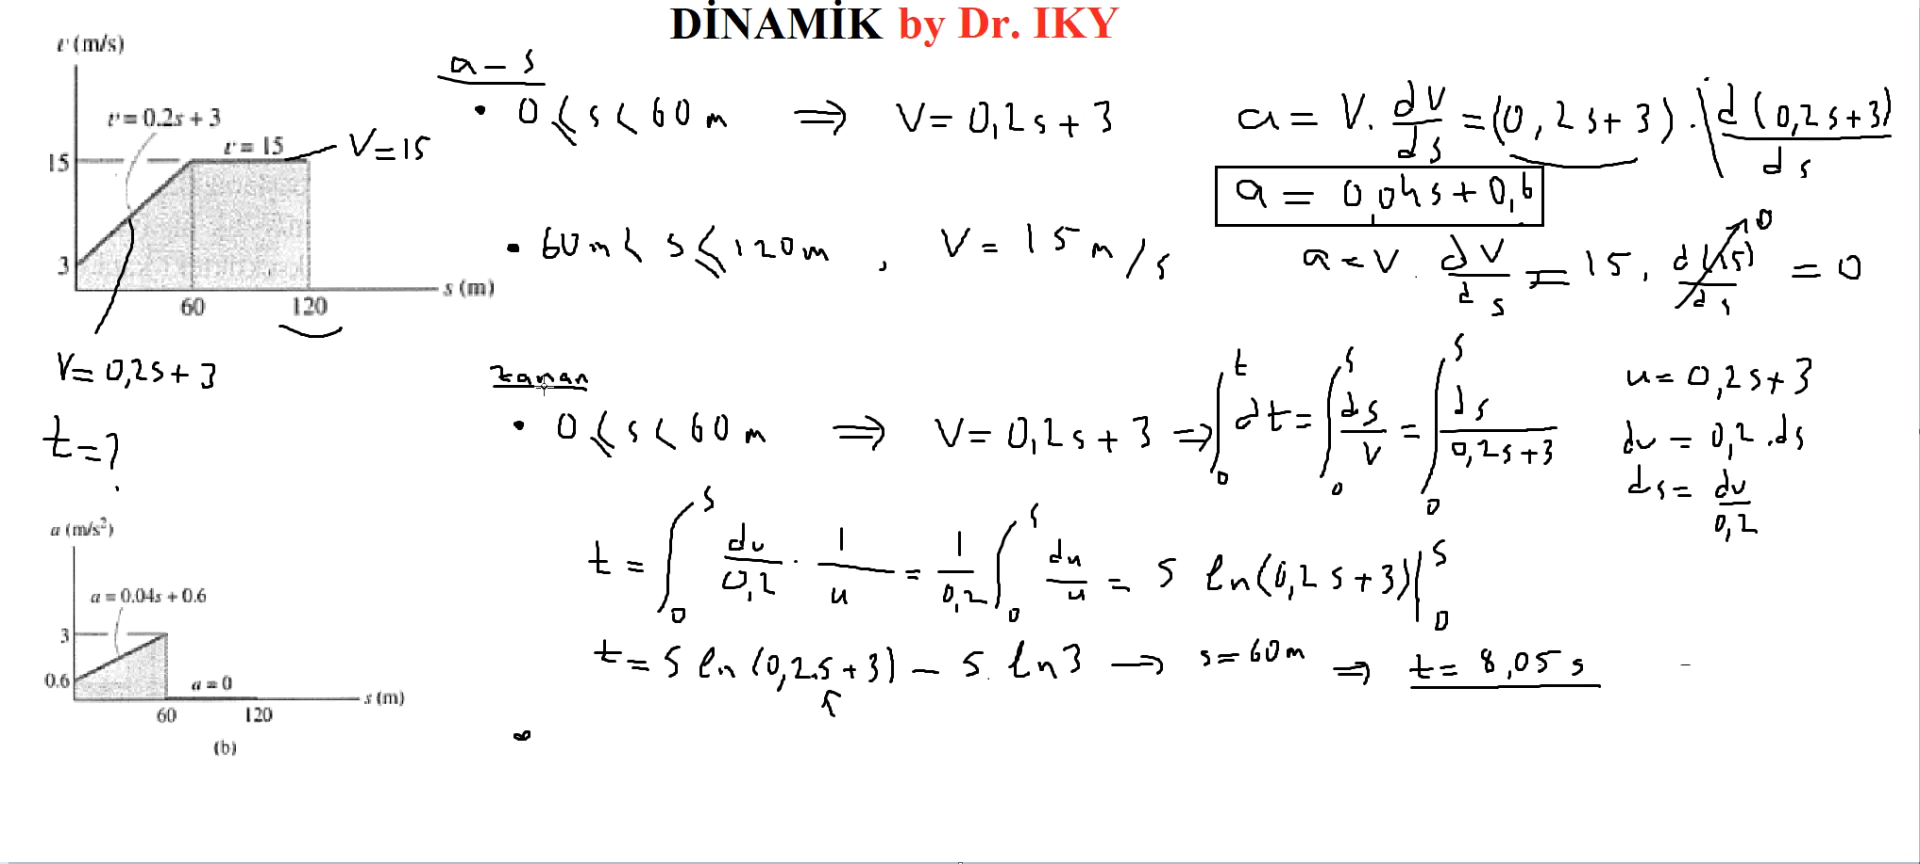 DİNAMİK by Dr. IKY
v (m/s)
v = 0.2s + 3
v = 15
V=15
15
3
60
120
s (m)
V= 0,2s+3
t=?
a - s
• 0 ≤ s < 60 m ⇒ V= 0,2s+3
a = V. dV/ds = (0,2s+3) . d(0,2s+3)/ds
a = 0,04s+0,6
• 60m < s ≤ 120m , V = 15 m/s
a = V. dV/ds = 15. d(15)/ds 0 = 0
zaman
• 0 ≤ s < 60 m ⇒ V= 0,2s+3 ⇒ ∫₀ᵗ dt = ∫₀ˢ ds/V = ∫₀ˢ ds/0,2s+3
u= 0,2s+3
du = 0,2.ds
ds = du/0,2
t = ∫₀ˢ du/0,2 . 1/u = 1/0,2 ∫₀ˢ du/u = 5 ln(0,2s+3)|₀ˢ
t= 5 ln(0,2.s+3) - 5. ln3 → s=60m ⇒ t= 8,05 s
a (m/s²)
a = 0.04s + 0.6
3
0.6
a = 0
s (m)
60
120
(b)